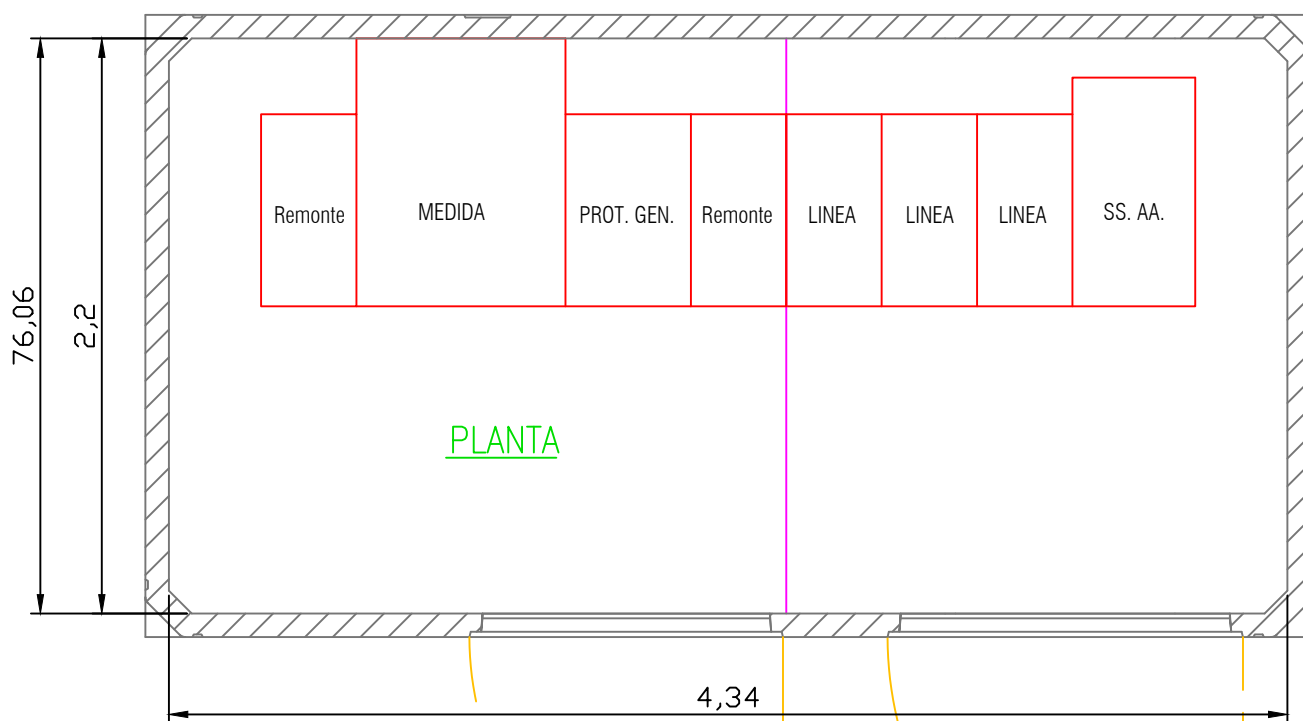 Remonte
MEDIDA
PROT. GEN.
Remonte
LINEA
LINEA
LINEA
SS. AA.
76,06
2,2
PLANTA
4,34